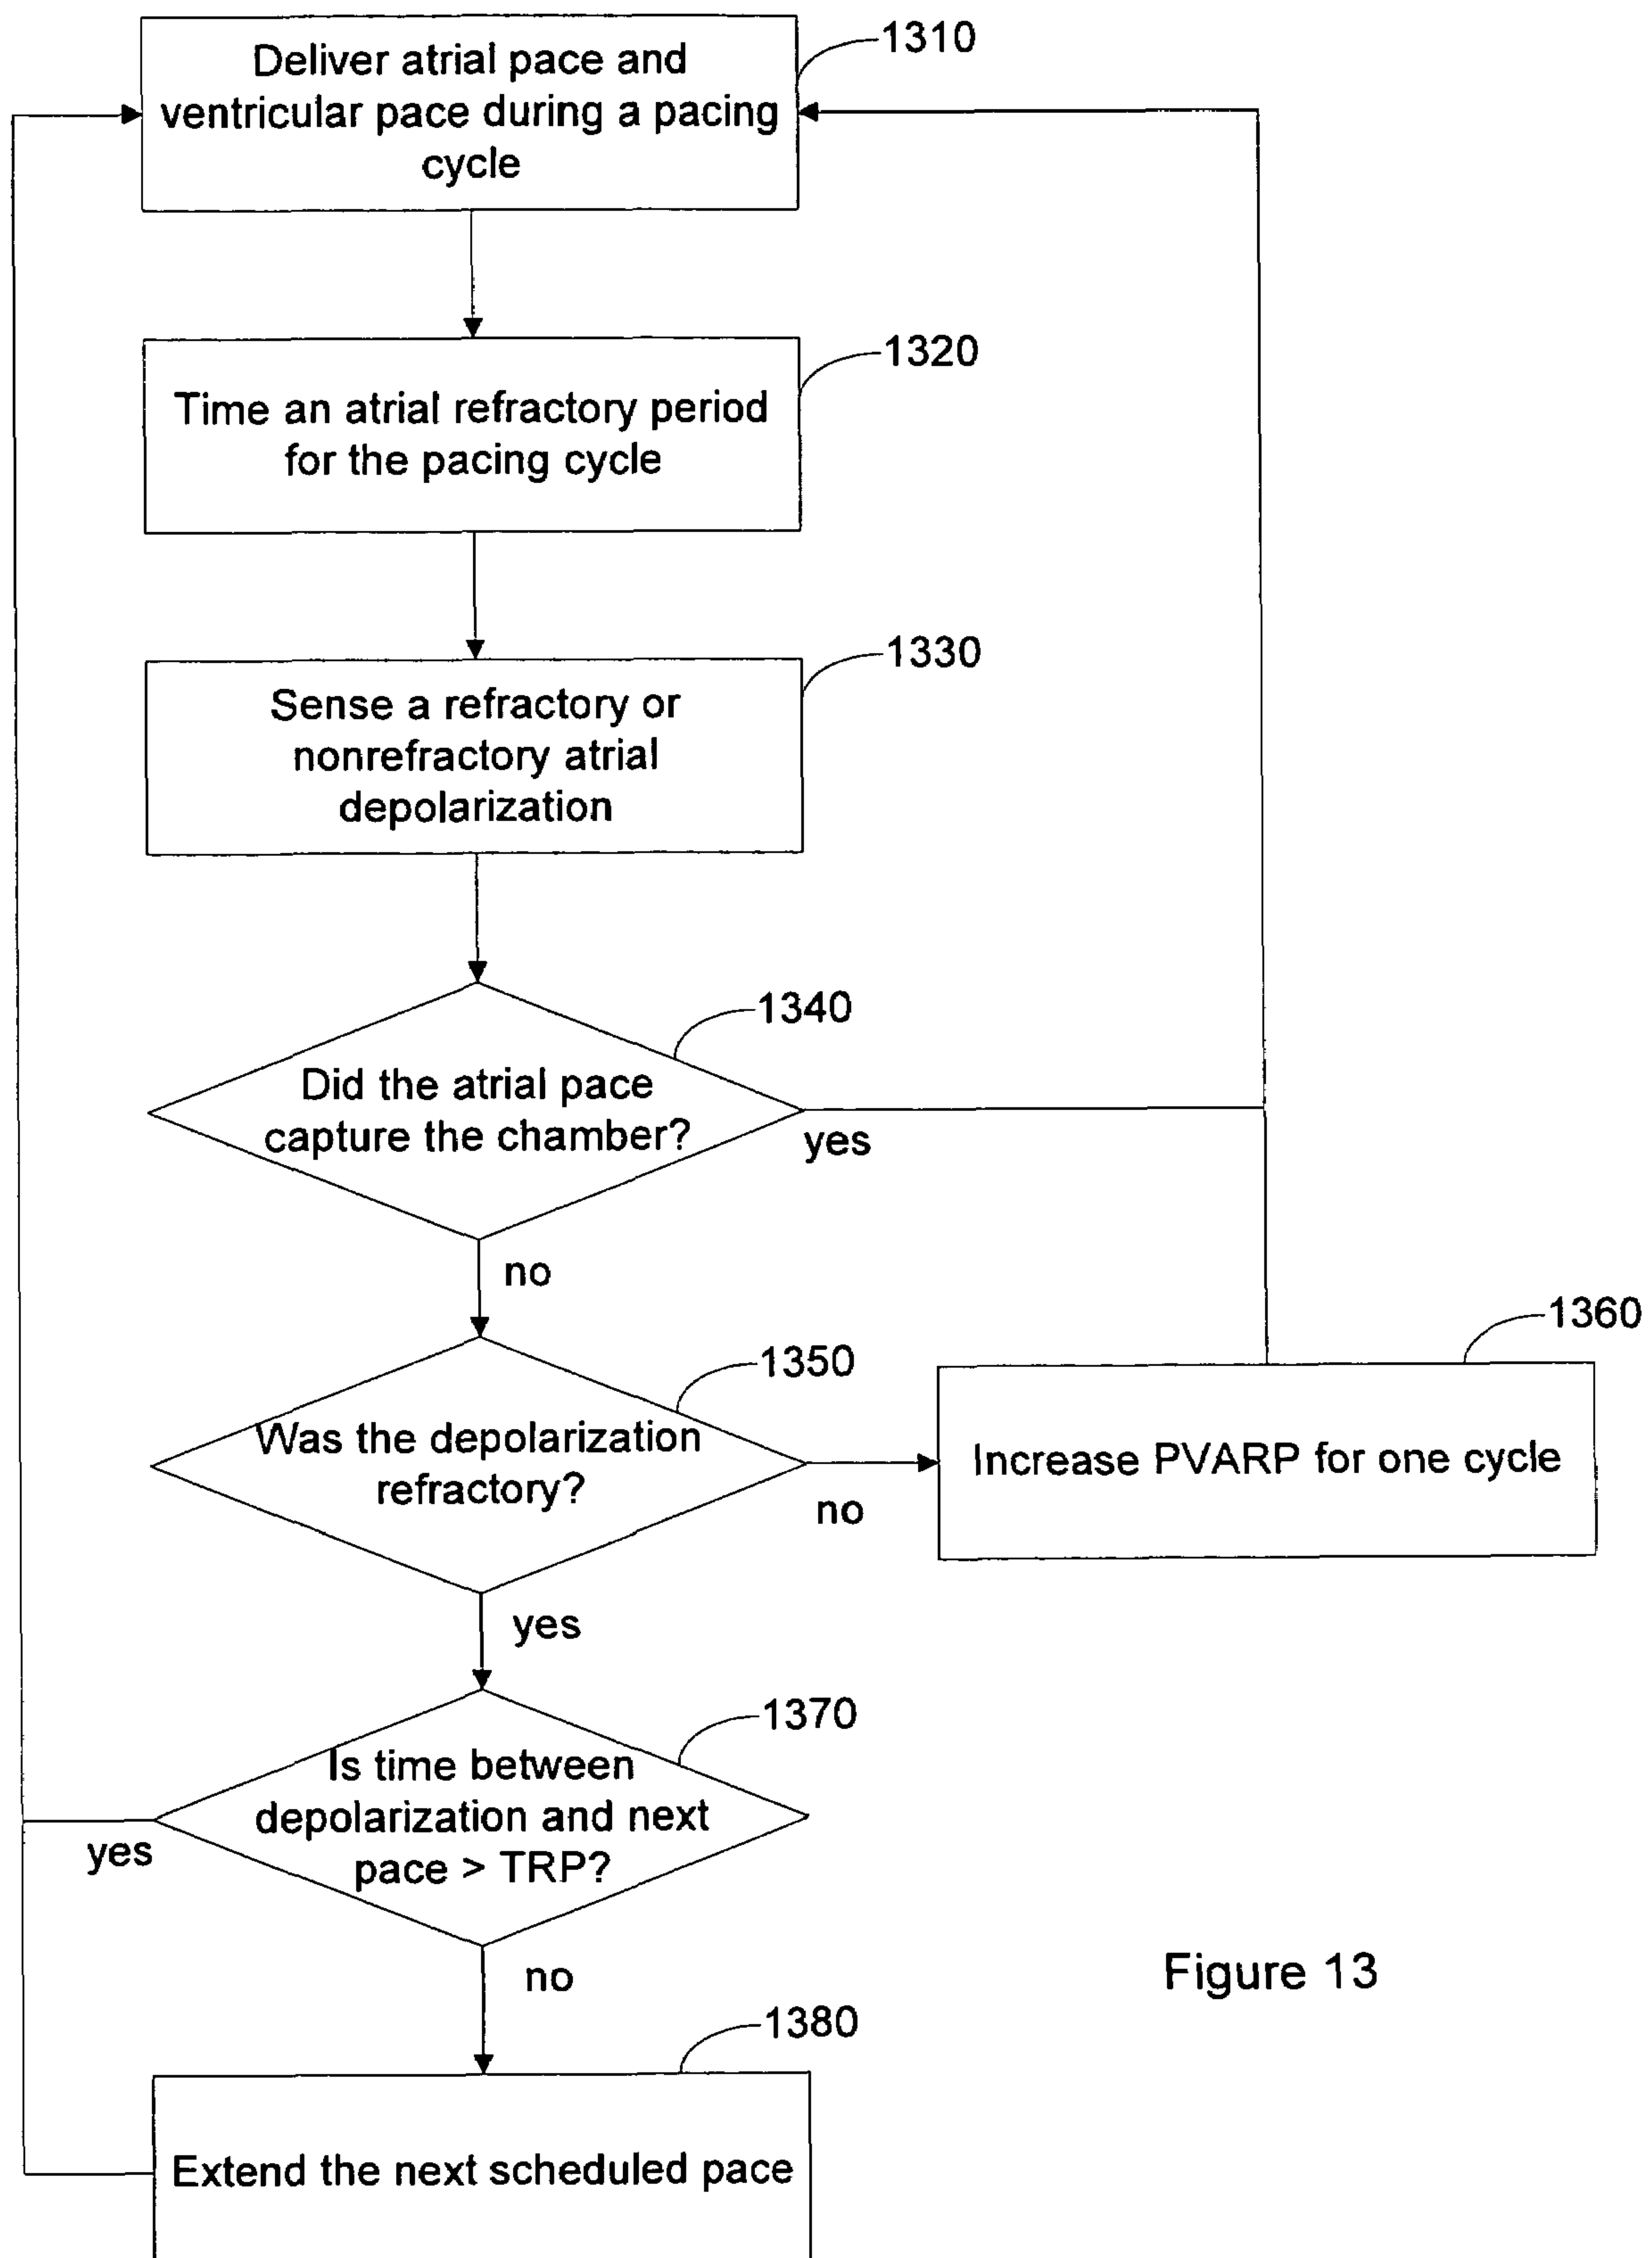 Deliver atrial pace and
ventricular pace during a pacing
cycle
1310
Time an atrial refractory period
for the pacing cycle
1320
Sense a refractory or
nonrefractory atrial
depolarization
1330
Did the atrial pace
capture the chamber?
1340
yes
no
Was the depolarization
refractory?
1350
no
Increase PVARP for one cycle
1360
yes
Is time between
depolarization and next
pace > TRP?
1370
yes
no
Extend the next scheduled pace
1380
Figure 13